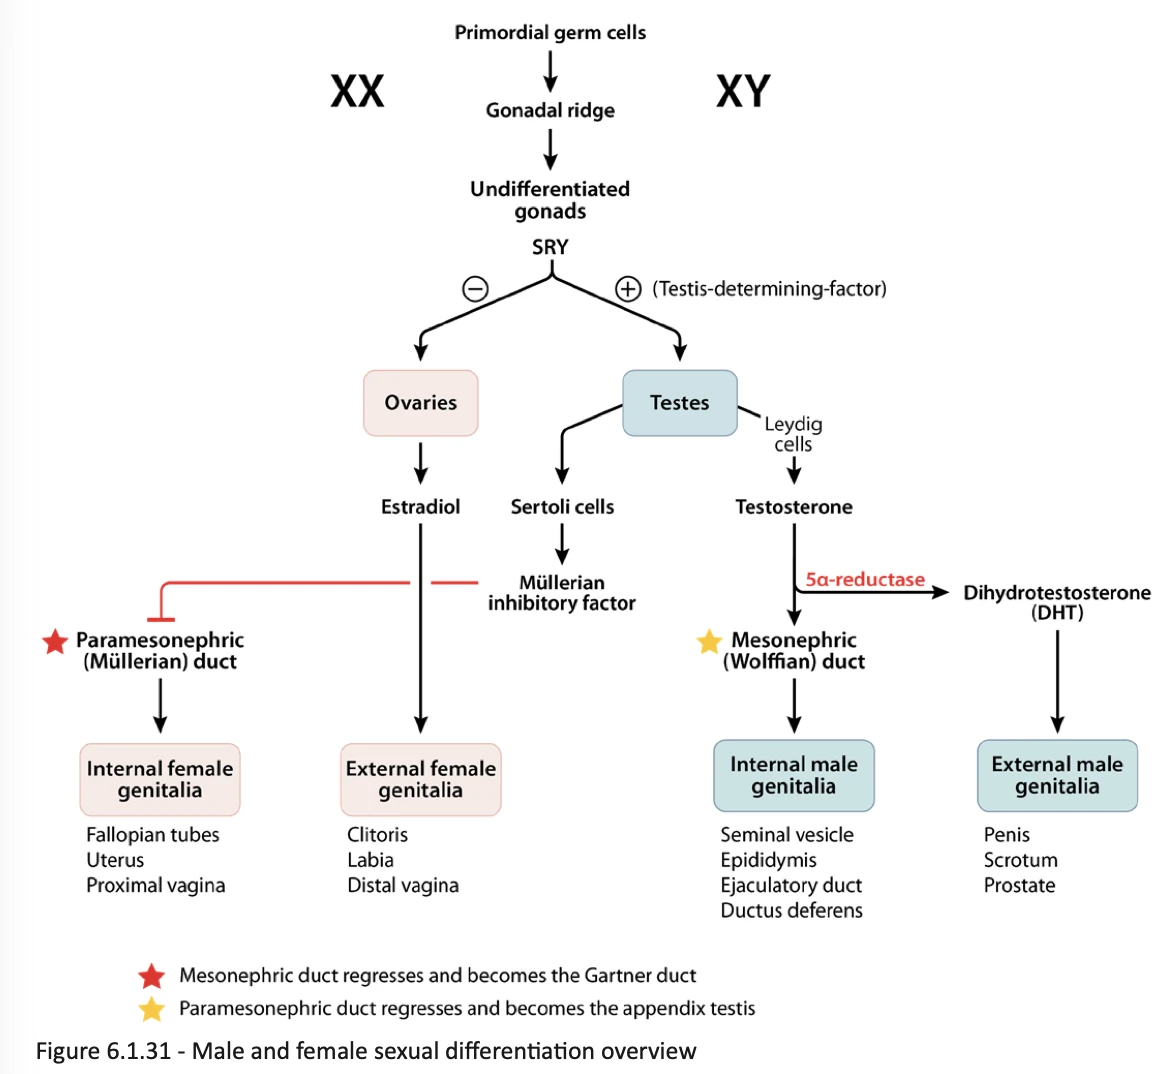 Primordial germ cells
XX
XY
Gonadal ridge
Undifferentiated
gonads
SRY
−
+
(Testis-determining-factor)
Ovaries
Testes
Leydig
cells
Estradiol
Sertoli cells
Testosterone
Müllerian
inhibitory factor
5α-reductase
Dihydrotestosterone
(DHT)
Paramesonephric
(Müllerian) duct
Mesonephric
(Wolffian) duct
Internal female
genitalia
Fallopian tubes
Uterus
Proximal vagina
External female
genitalia
Clitoris
Labia
Distal vagina
Internal male
genitalia
Seminal vesicle
Epididymis
Ejaculatory duct
Ductus deferens
External male
genitalia
Penis
Scrotum
Prostate
Mesonephric duct regresses and becomes the Gartner duct
Paramesonephric duct regresses and becomes the appendix testis
Figure 6.1.31 - Male and female sexual differentiation overview